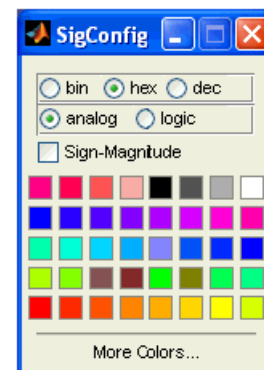 SigConfig
bin hex dec
analog logic
Sign-Magnitude
More Colors...